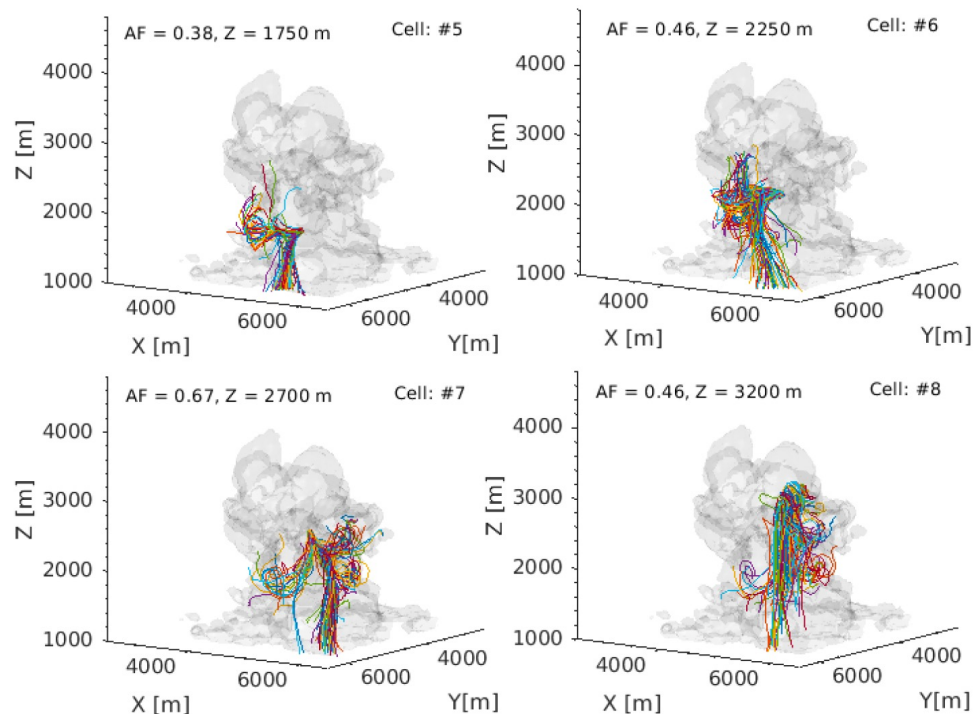 AF = 0.38, Z = 1750 m
Cell: #5
4000
3000
2000
1000
Z [m]
4000
6000
X [m]
6000
4000
Y[m]
AF = 0.46, Z = 2250 m
Cell: #6
4000
3000
2000
1000
Z [m]
4000
6000
X [m]
6000
4000
Y[m]
AF = 0.67, Z = 2700 m
Cell: #7
4000
3000
2000
1000
Z [m]
4000
6000
X [m]
6000
4000
Y[m]
AF = 0.46, Z = 3200 m
Cell: #8
4000
3000
2000
1000
Z [m]
4000
6000
X [m]
6000
4000
Y[m]